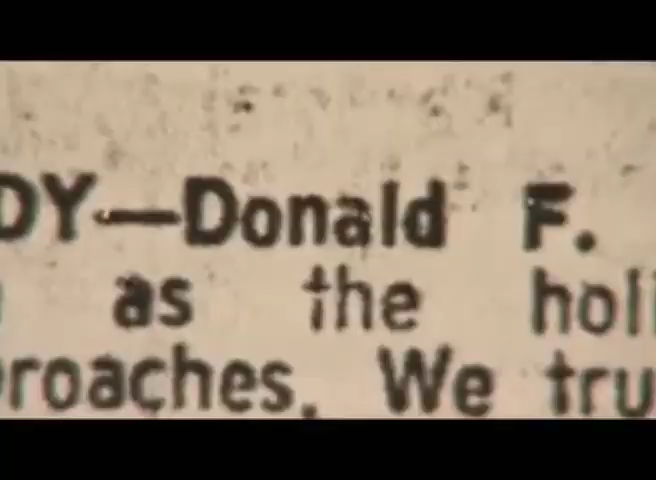 DY—Donald F.
as the holi
roaches. We tru